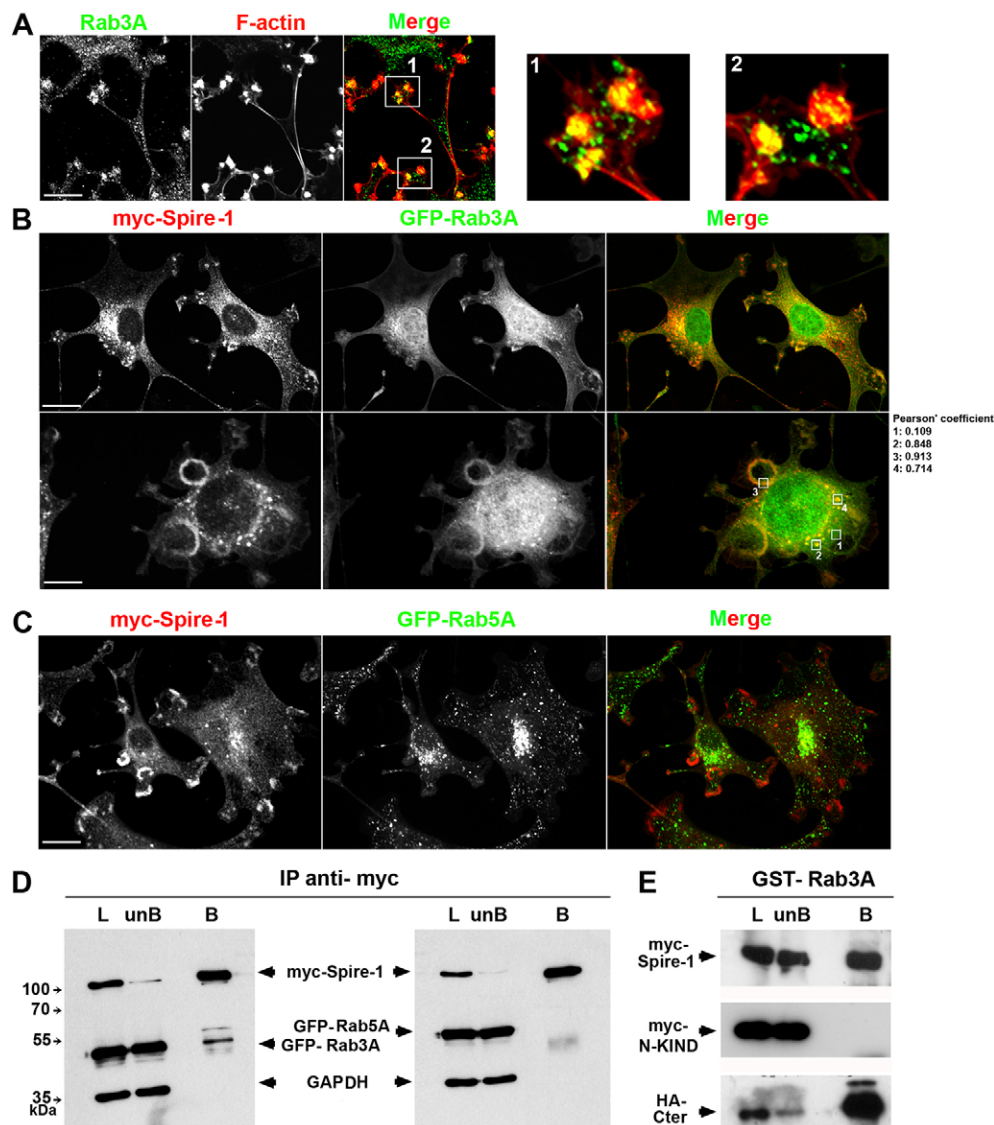 A
Rab3A F-actin Merge
1
2
1
2
B
myc-Spire-1 GFP-Rab3A Merge
Pearson' coefficient
1: 0.109
2: 0.848
3: 0.913
4: 0.714
3
4
1
2
C
myc-Spire-1 GFP-Rab5A Merge
D
IP anti- myc
L unB B L unB B
myc-Spire-1
100
70
GFP-Rab5A
55
GFP- Rab3A
GAPDH
35
kDa
E
GST- Rab3A
L unB B
myc-
Spire-1
myc-
N-KIND
HA-
Cter